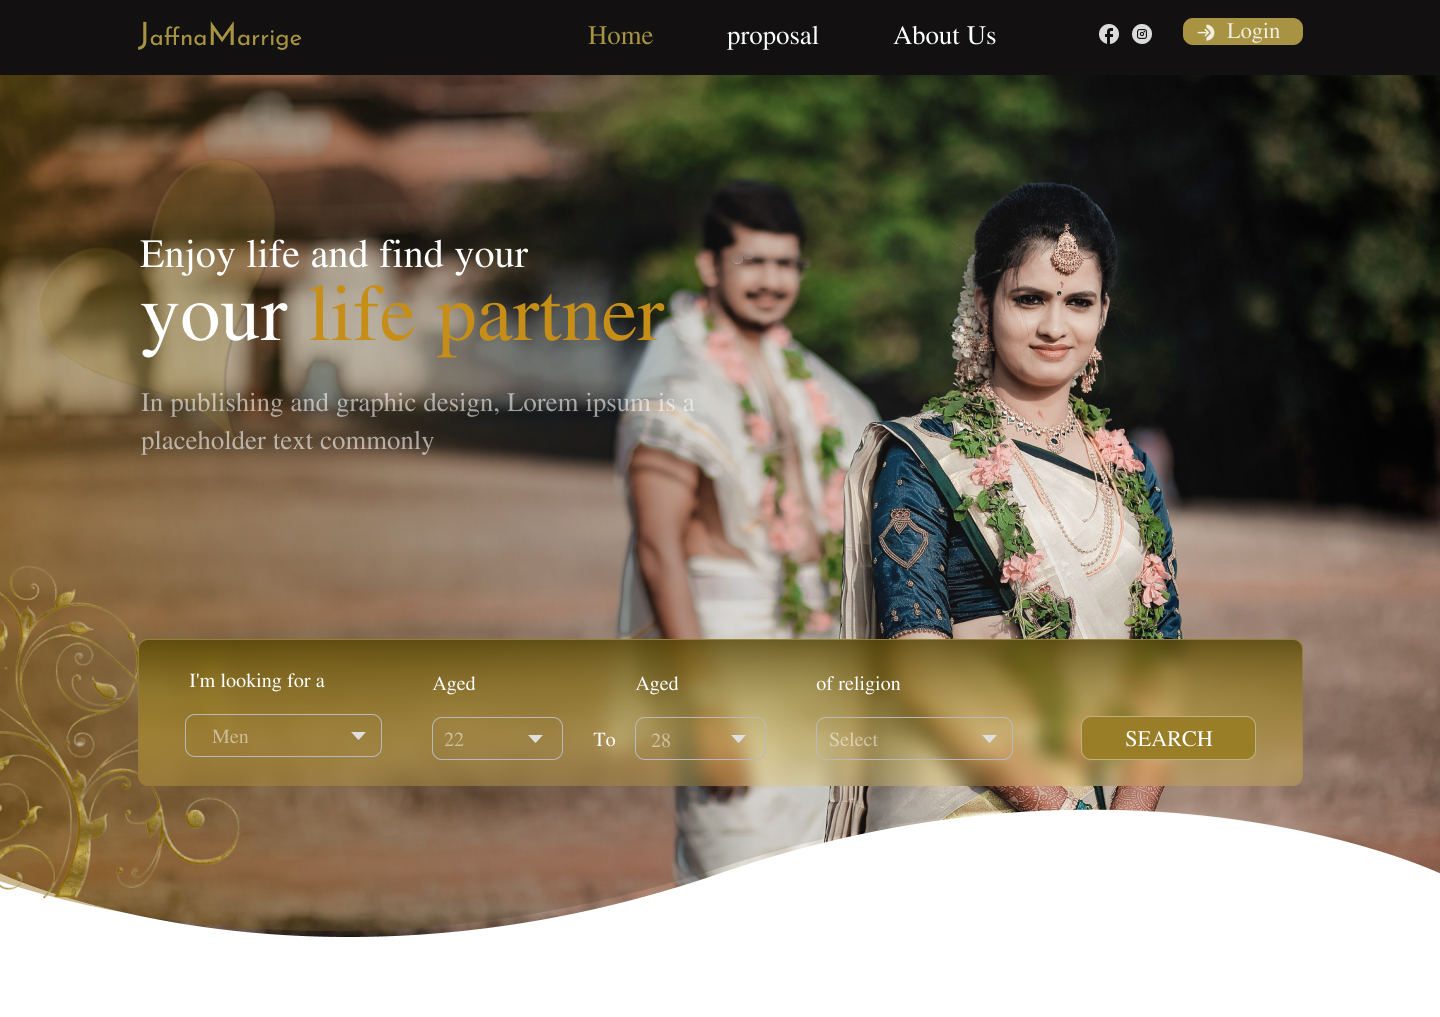 JaffnaMarrige
Home
proposal
About Us
Login
Enjoy life and find your
your life partner
In publishing and graphic design, Lorem ipsum is a
placeholder text commonly
I'm looking for a
Aged
Aged
of religion
Men
22
To
28
Select
SEARCH